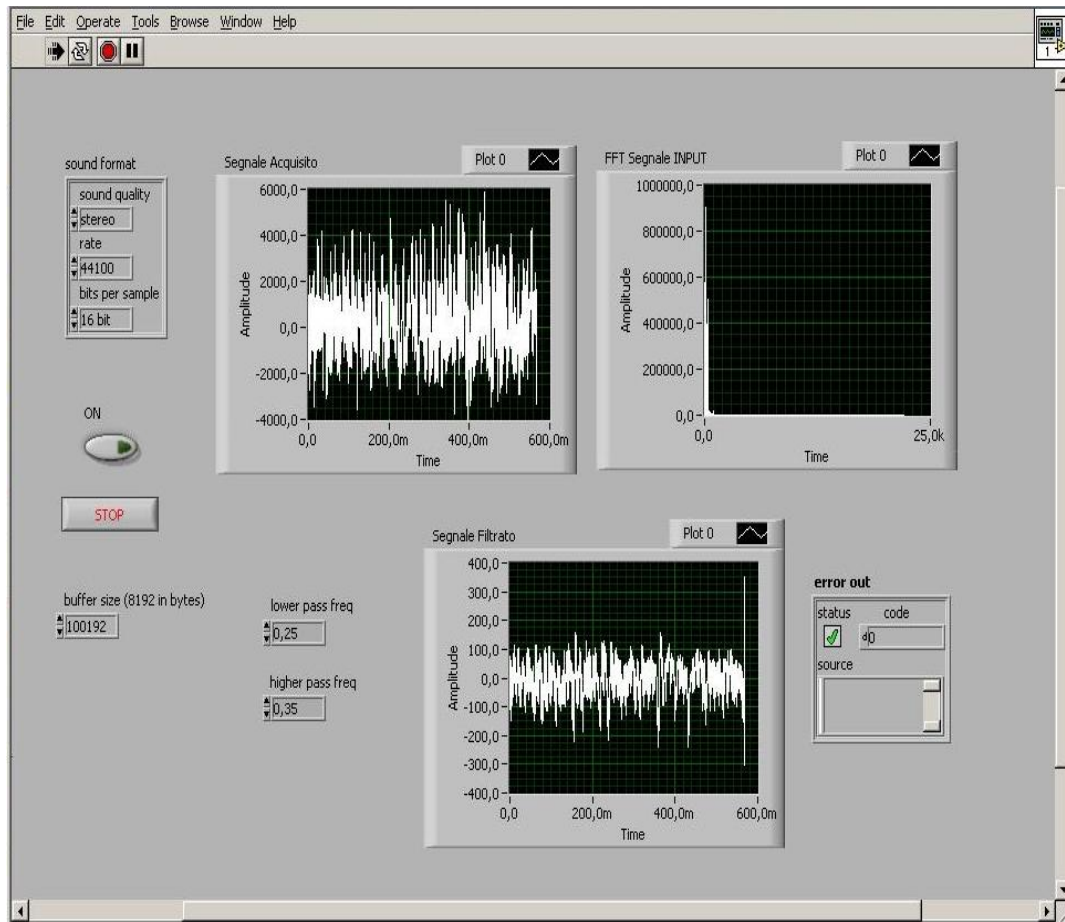 File Edit Operate Tools Browse Window Help
1
sound format
sound quality
stereo
rate
44100
bits per sample
16 bit
ON
STOP
buffer size (8192 in bytes)
100192
Segnale Acquisito
Plot 0
6000,0
4000,0
2000,0
0,0
-2000,0
-4000,0
Amplitude
0,0 200,0m 400,0m 600,0m
Time
FFT Segnale INPUT
Plot 0
1000000,0
800000,0
600000,0
400000,0
200000,0
0,0
Amplitude
0,0 25,0k
Time
lower pass freq
0,25
higher pass freq
0,35
Segnale Filtrato
Plot 0
400,0
300,0
200,0
100,0
0,0
-100,0
-200,0
-300,0
-400,0
Amplitude
0,0 200,0m 400,0m 600,0m
Time
error out
status code
d0
source